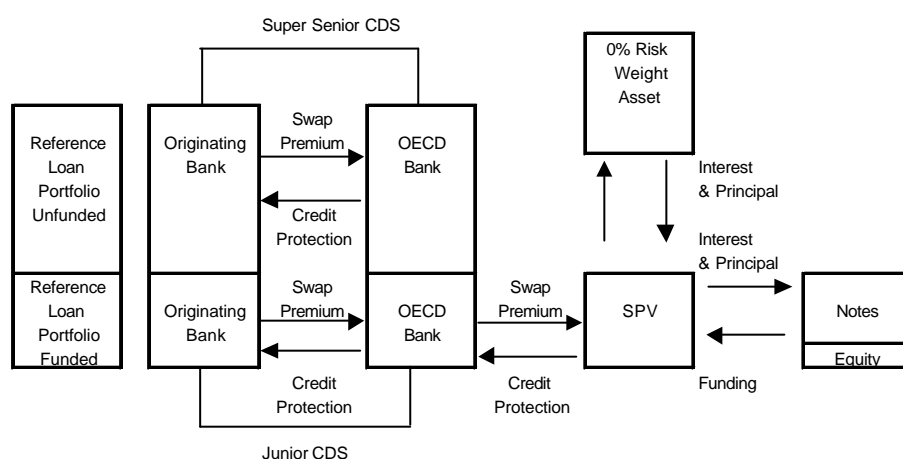 Super Senior CDS
0% Risk
Weight
Asset
Reference
Loan
Portfolio
Unfunded
Originating
Bank
Swap
Premium
OECD
Bank
Credit
Protection
Interest
& Principal
Interest
& Principal
Reference
Loan
Portfolio
Funded
Originating
Bank
Swap
Premium
OECD
Bank
Swap
Premium
SPV
Notes
Credit
Protection
Credit
Protection
Funding
Equity
Junior CDS